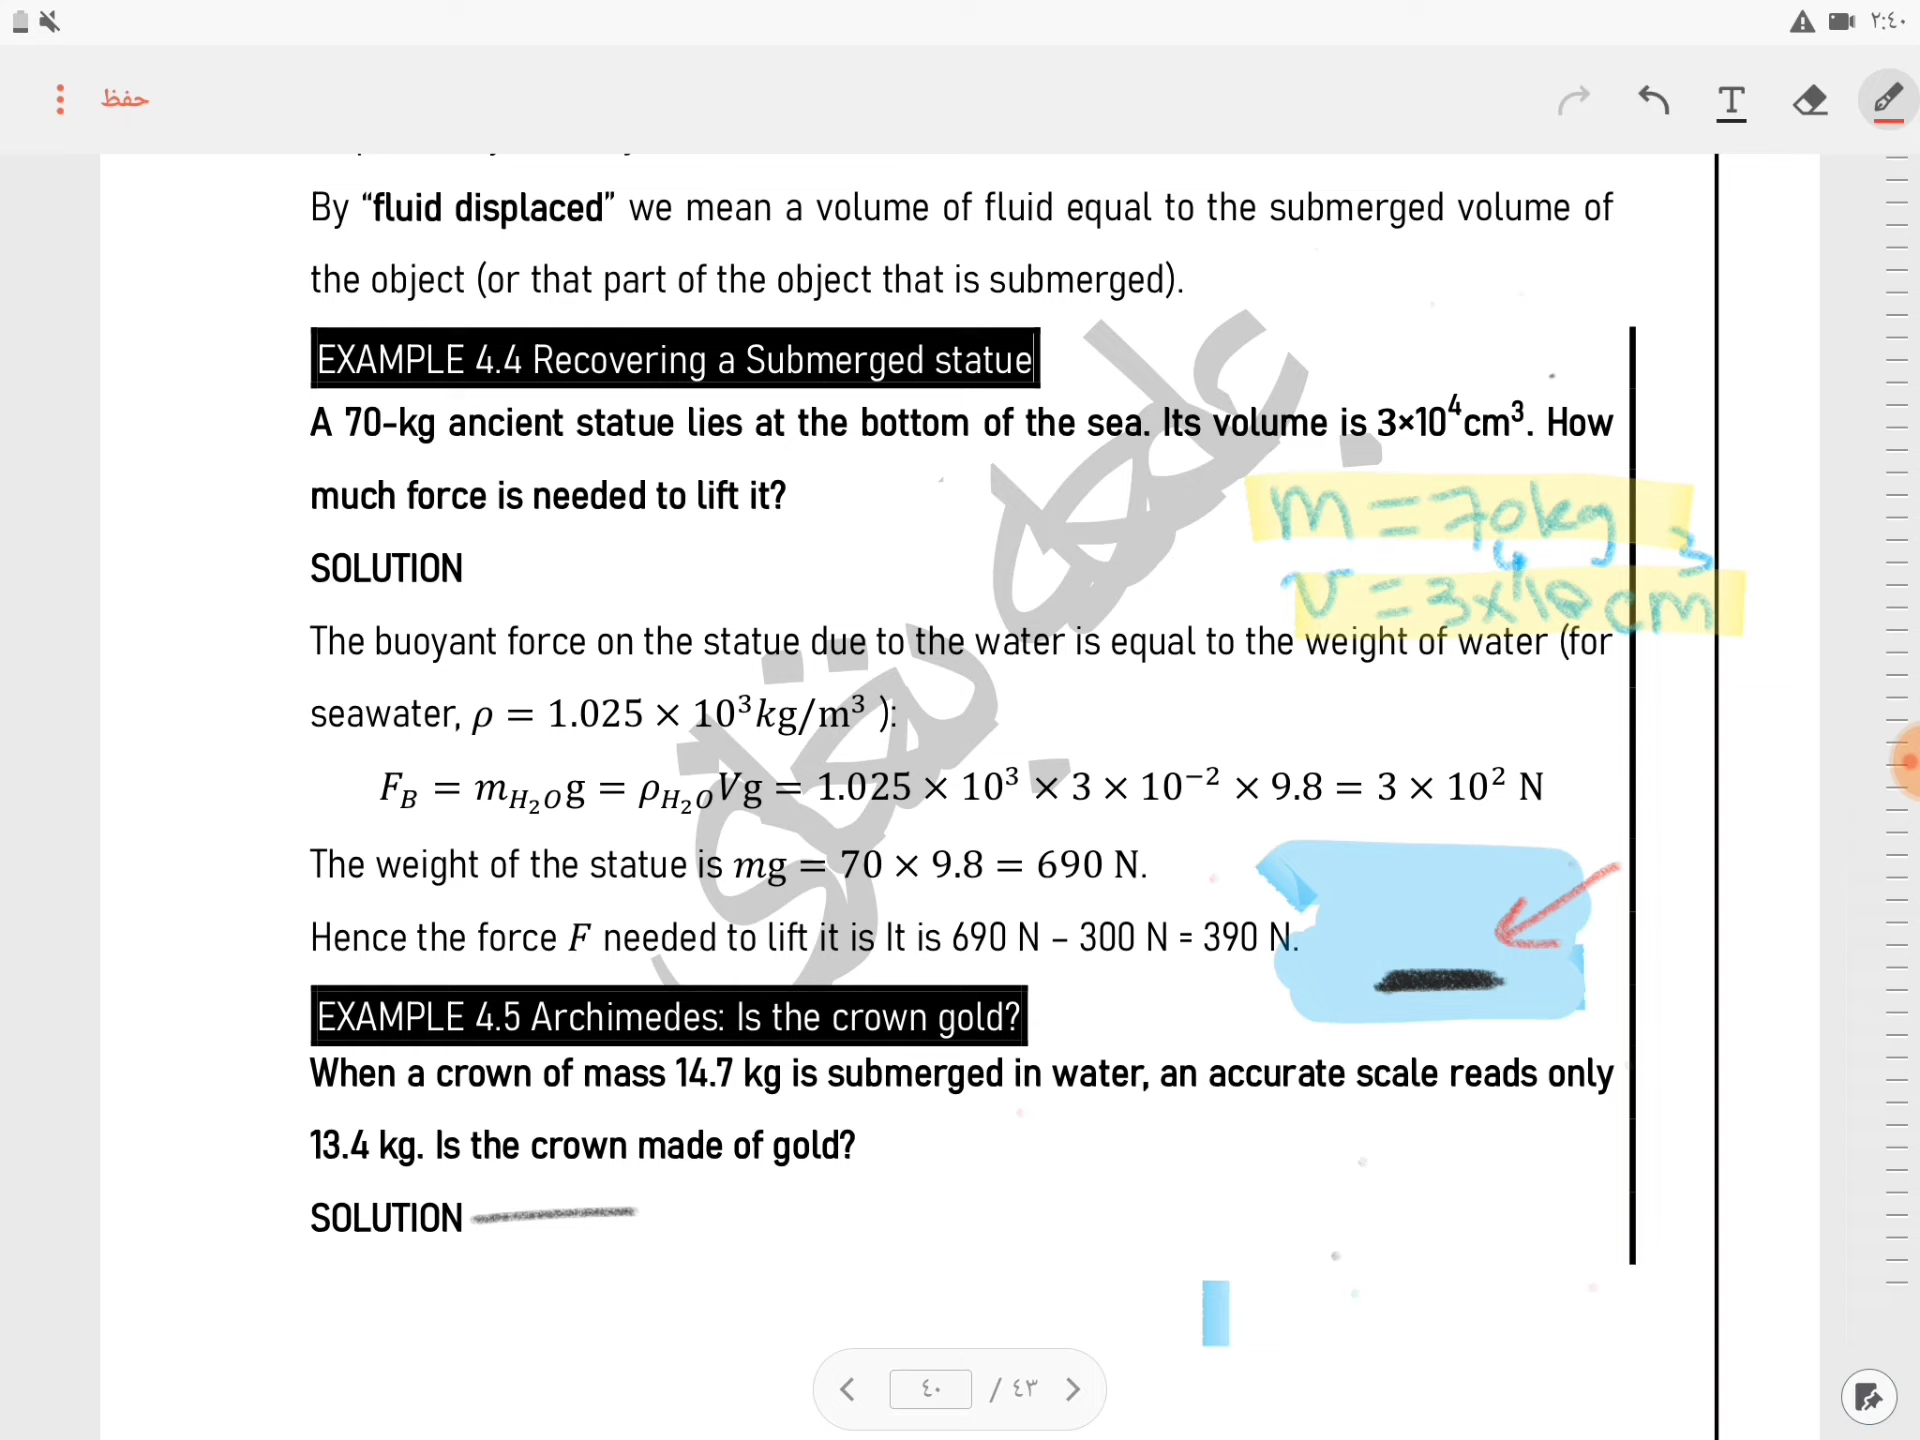 ٢:٤٠
حفظ
By “fluid displaced” we mean a volume of fluid equal to the submerged volume of
the object (or that part of the object that is submerged).
EXAMPLE 4.4 Recovering a Submerged statue
A 70-kg ancient statue lies at the bottom of the sea. Its volume is 3×10⁴cm³. How
much force is needed to lift it?
m = 70kg
SOLUTION
v = 3x10⁴cm³
The buoyant force on the statue due to the water is equal to the weight of water (for
seawater, ρ = 1.025 × 10³kg/m³ ):
F_B = m_{H₂O}g = ρ_{H₂O}Vg = 1.025 × 10³ × 3 × 10⁻² × 9.8 = 3 × 10² N
The weight of the statue is mg = 70 × 9.8 = 690 N.
Hence the force F needed to lift it is It is 690 N – 300 N = 390 N.
EXAMPLE 4.5 Archimedes: Is the crown gold?
When a crown of mass 14.7 kg is submerged in water, an accurate scale reads only
13.4 kg. Is the crown made of gold?
SOLUTION
٤٠ / ٤٣